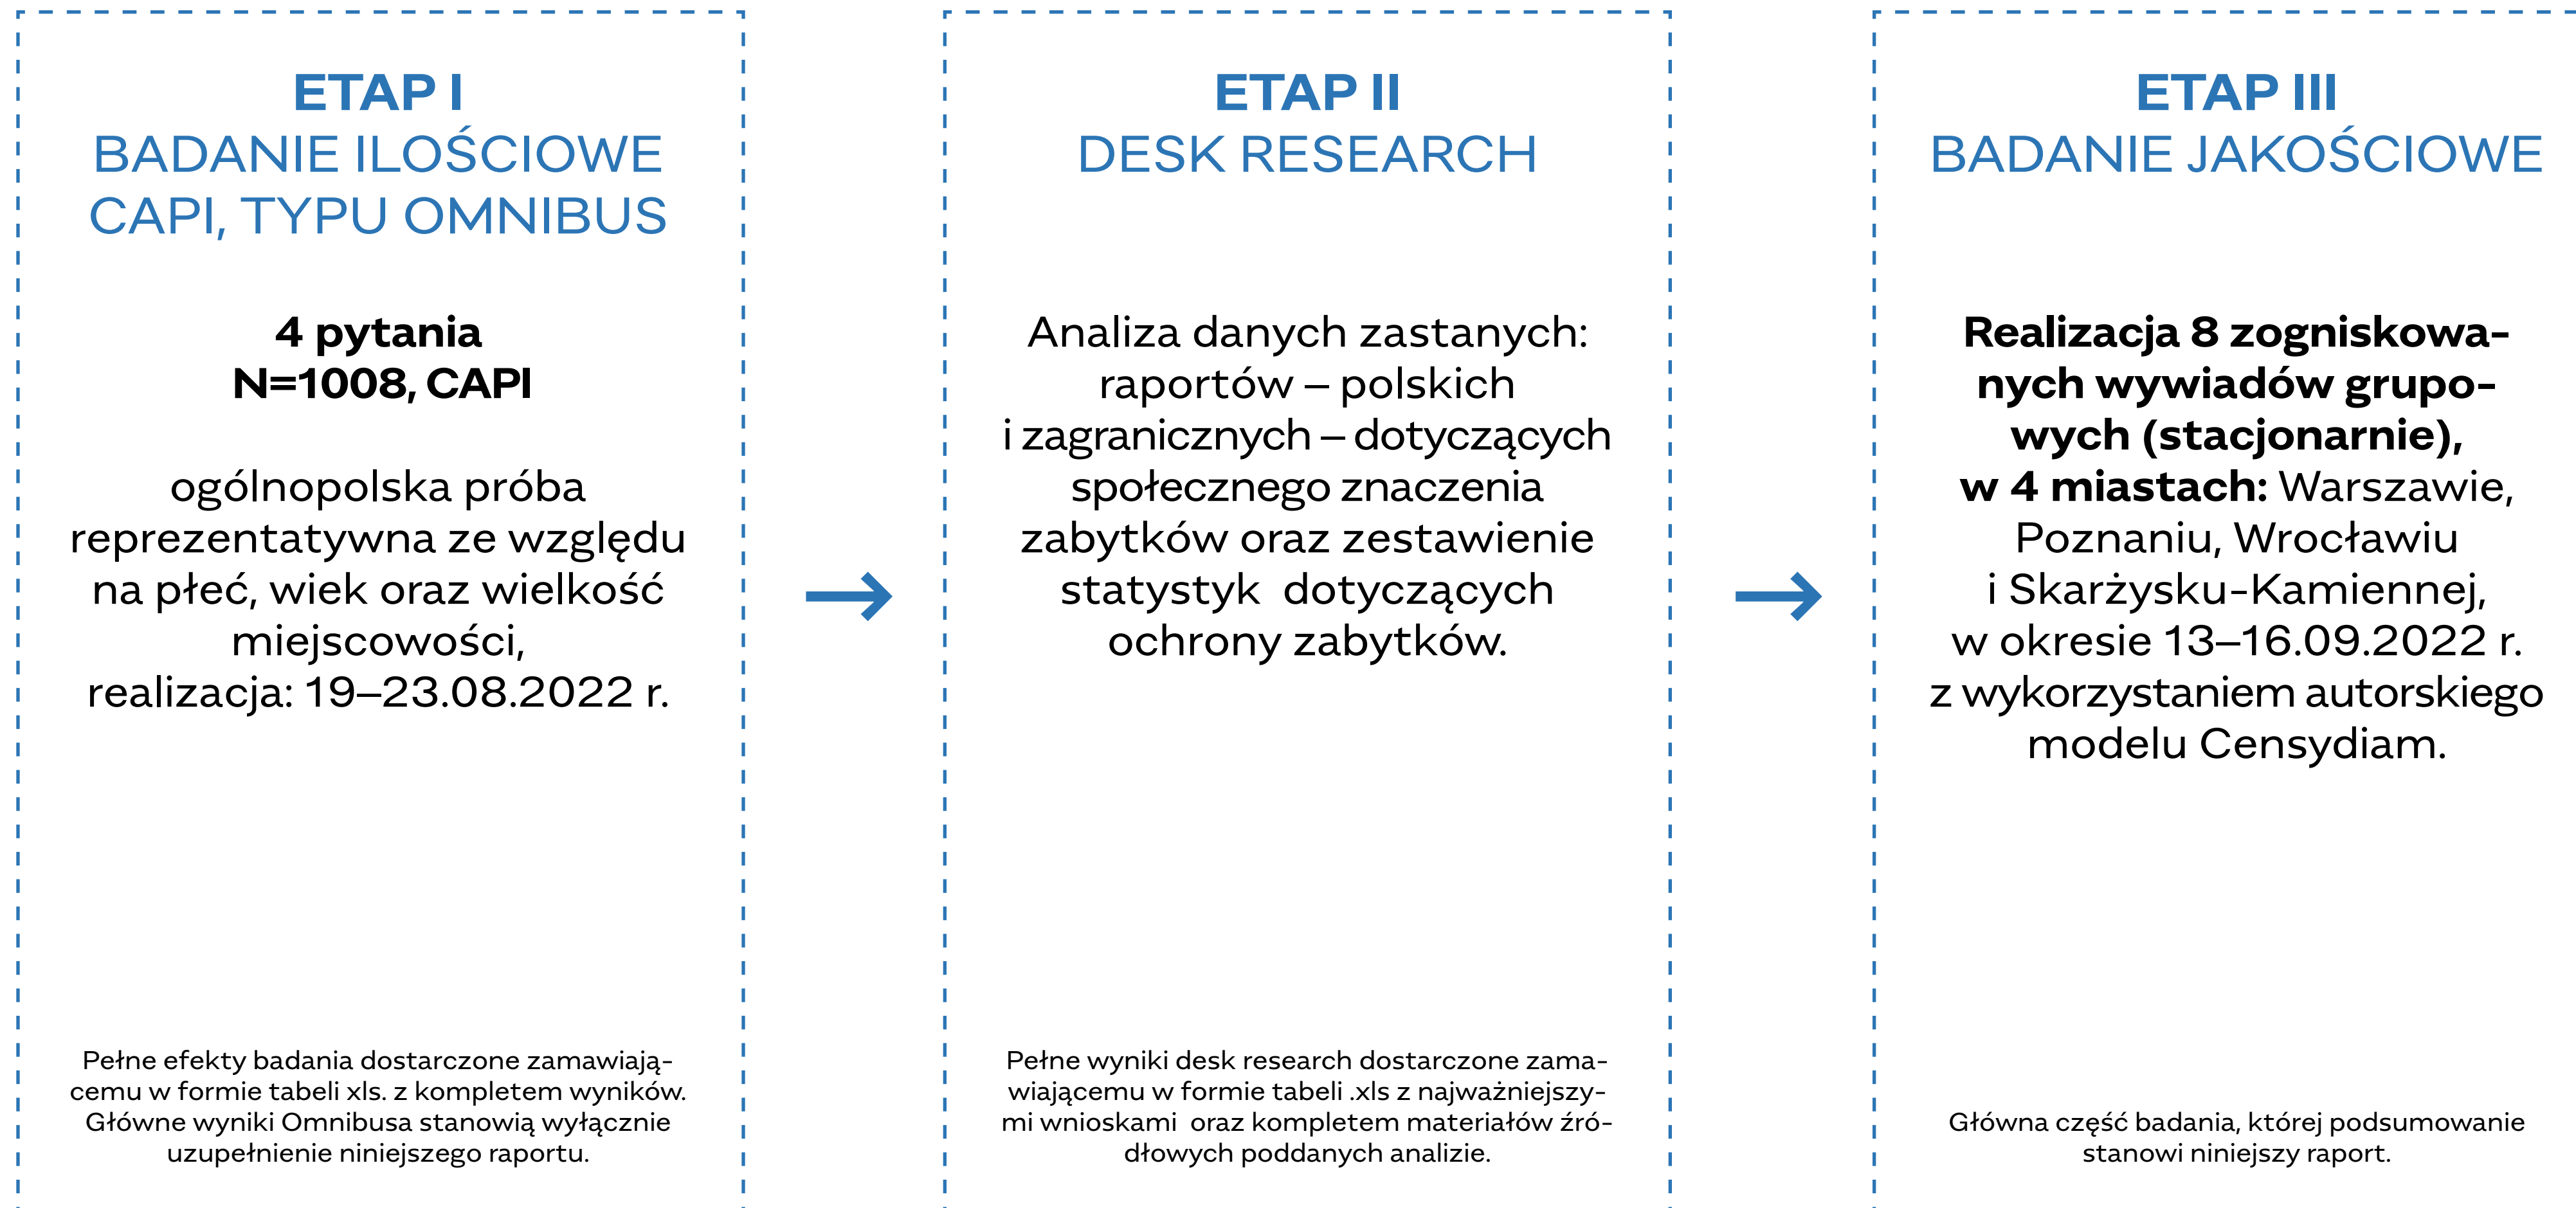 ETAP I
BADANIE ILOŚCIOWE
CAPI, TYPU OMNIBUS
4 pytania
N=1008, CAPI
ogólnopolska próba
reprezentatywna ze względu
na płeć, wiek oraz wielkość
miejscowości,
realizacja: 19–23.08.2022 r.
Pełne efekty badania dostarczone zamawiają-
cemu w formie tabeli xls. z kompletem wyników.
Główne wyniki Omnibusa stanowią wyłącznie
uzupełnienie niniejszego raportu.
ETAP II
DESK RESEARCH
Analiza danych zastanych:
raportów – polskich
i zagranicznych – dotyczących
społecznego znaczenia
zabytków oraz zestawienie
statystyk  dotyczących
ochrony zabytków.
Pełne wyniki desk research dostarczone zama-
wiającemu w formie tabeli .xls z najważniejszy-
mi wnioskami  oraz kompletem materiałów źró-
dłowych poddanych analizie.
ETAP III
BADANIE JAKOŚCIOWE
Realizacja 8 zogniskowa-
nych wywiadów grupo-
wych (stacjonarnie),
w 4 miastach: Warszawie,
Poznaniu, Wrocławiu
i Skarżysku-Kamiennej,
w okresie 13–16.09.2022 r.
z wykorzystaniem autorskiego
modelu Censydiam.
Główna część badania, której podsumowanie
stanowi niniejszy raport.